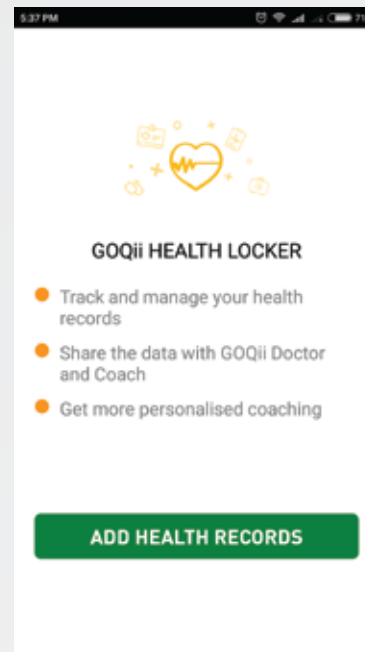 5:37 PM 71
GOQii HEALTH LOCKER
Track and manage your health
records
Share the data with GOQii Doctor
and Coach
Get more personalised coaching
ADD HEALTH RECORDS